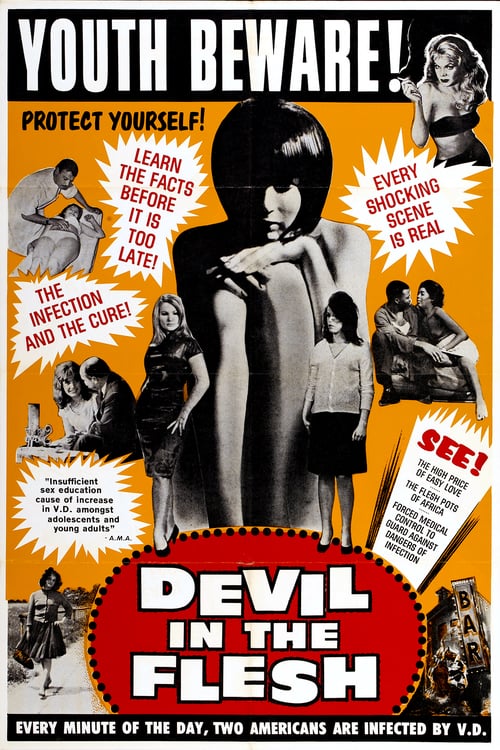 YOUTH BEWARE!
PROTECT YOURSELF!
LEARN
THE FACTS
BEFORE
IT IS
TOO
LATE!
EVERY
SHOCKING
SCENE
IS REAL
THE
INFECTION
AND THE CURE!
SEE!
THE HIGH PRICE
OF EASY LOVE
THE FLESH POTS
OF AFRICA
FORCED MEDICAL
CONTROL TO
GUARD AGAINST
DANGERS OF
INFECTION
"Insufficient
sex education
cause of increase
in V.D. amongst
adolescents and
young adults"
- A.M.A.
BAR
DEVIL
IN THE
FLESH
EVERY MINUTE OF THE DAY, TWO AMERICANS ARE INFECTED BY V.D.